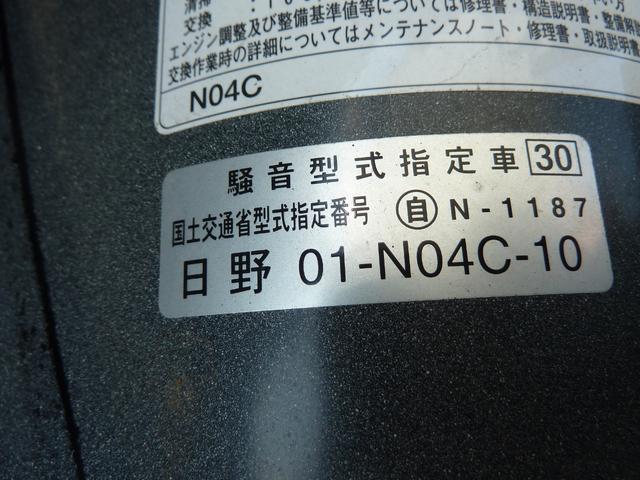 清掃
交換
エンジン調整及び整備基準値等については修理書・構造説明書・整備解
交換作業時の詳細についてはメンテナンスノート・修理書・取扱説明
N04C
騒音型式指定車 30
国土交通省型式指定番号 自 N-1187
日野 01-N04C-10